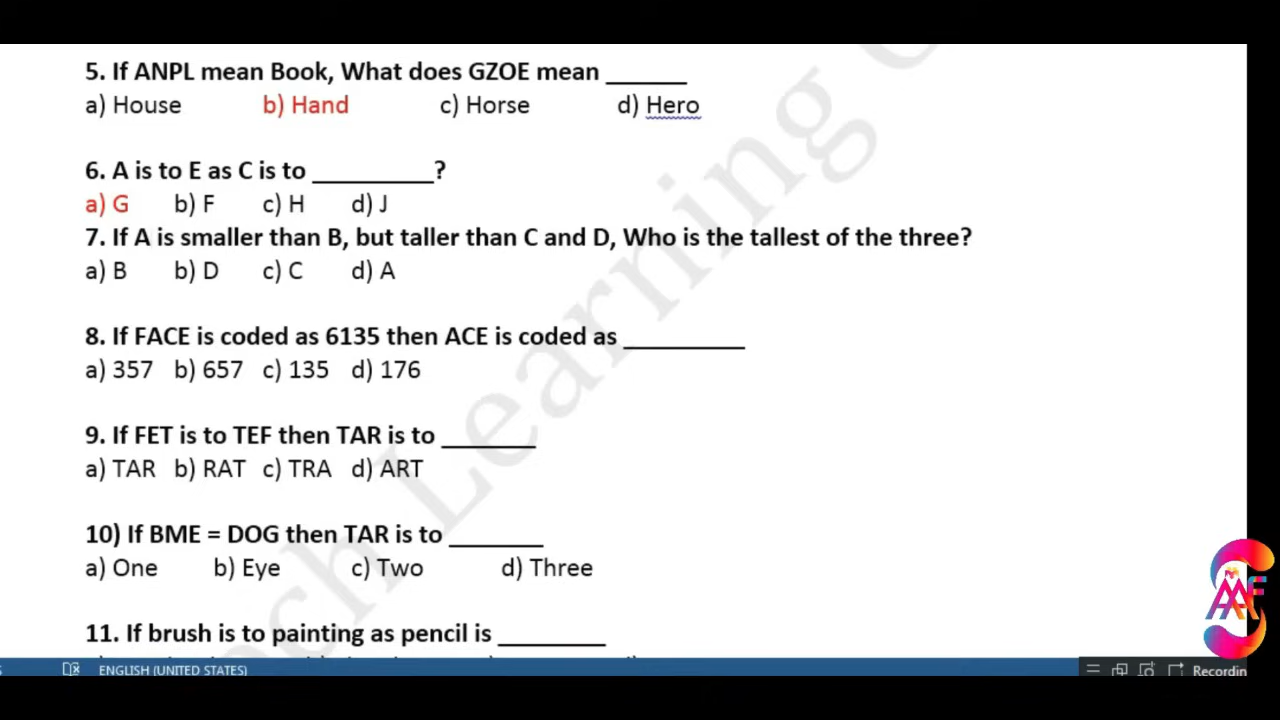 5. If ANPL mean Book, What does GZOE mean ______
a) House b) Hand c) Horse d) Hero
6. A is to E as C is to _________?
a) G b) F c) H d) J
7. If A is smaller than B, but taller than C and D, Who is the tallest of the three?
a) B b) D c) C d) A
8. If FACE is coded as 6135 then ACE is coded as _________
a) 357 b) 657 c) 135 d) 176
9. If FET is to TEF then TAR is to _______
a) TAR b) RAT c) TRA d) ART
10) If BME = DOG then TAR is to _______
a) One b) Eye c) Two d) Three
11. If brush is to painting as pencil is ________
ENGLISH (UNITED STATES)
Recordin